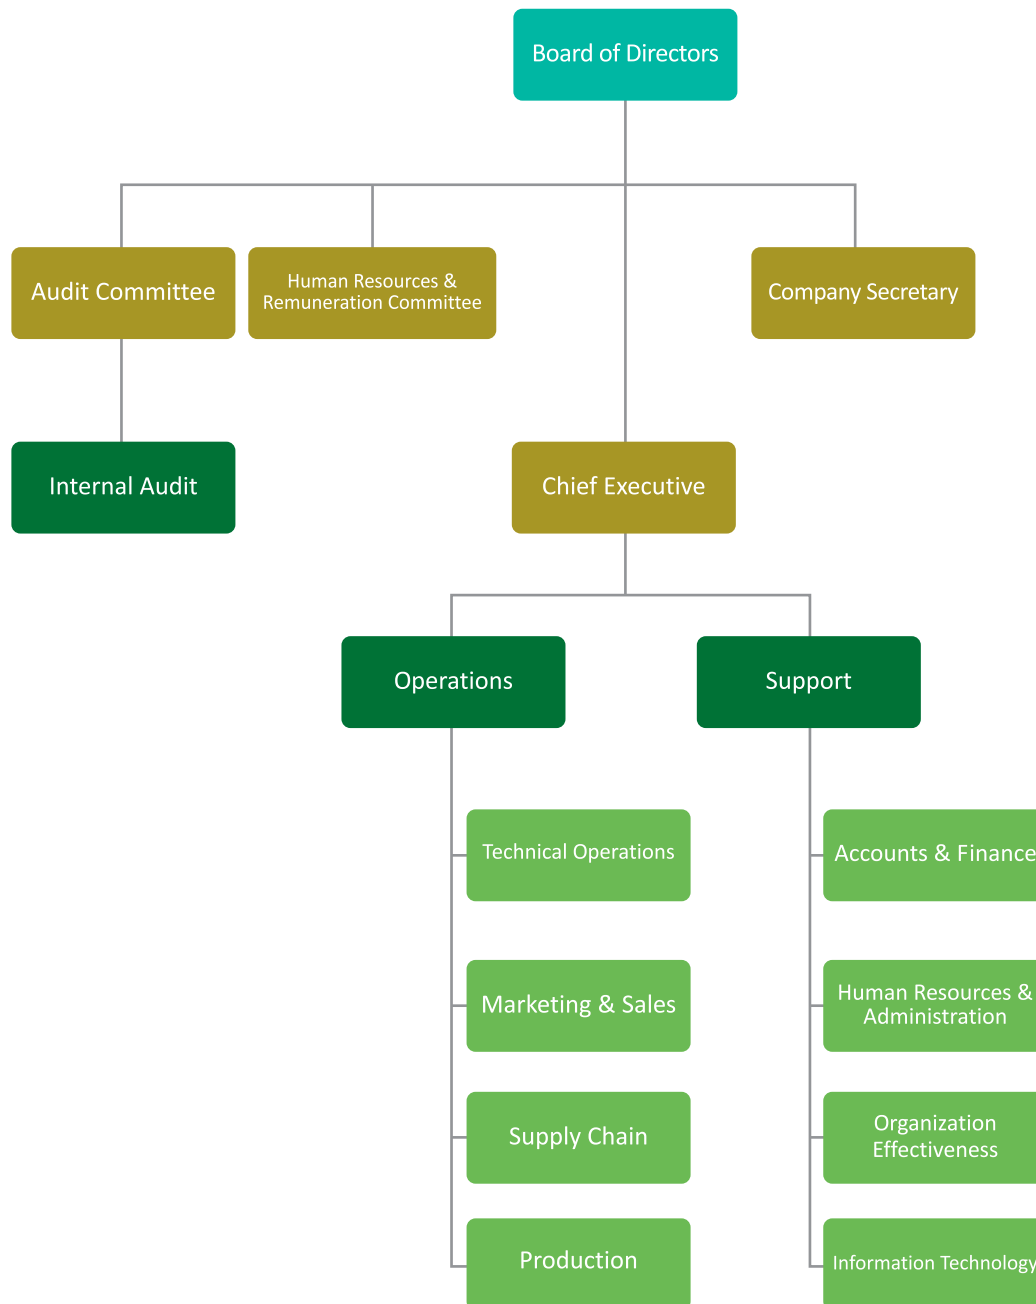 Board of Directors
Audit Committee
Human Resources &
Remuneration Committee
Company Secretary
Internal Audit
Chief Executive
Operations
Support
Technical Operations
Accounts & Finance
Marketing & Sales
Human Resources &
Administration
Supply Chain
Organization
Effectiveness
Production
Information Technology